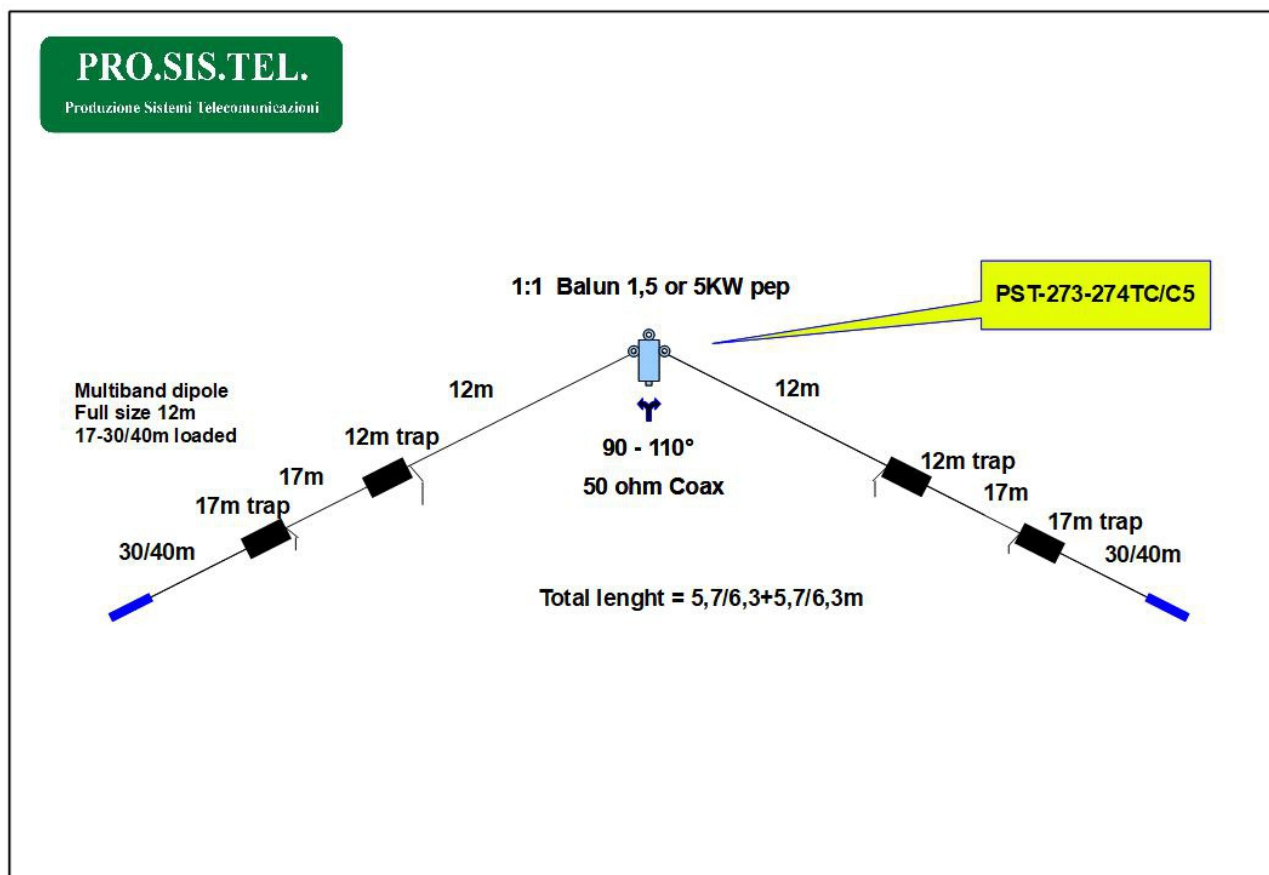 PRO.SIS.TEL.
Produzione Sistemi Telecomunicazioni
1:1 Balun 1,5 or 5KW pep
PST-273-274TC/C5
Multiband dipole
Full size 12m
17-30/40m loaded
12m
12m
12m trap
17m
17m trap
30/40m
90 - 110°
50 ohm Coax
12m trap
17m
17m trap
30/40m
Total lenght = 5,7/6,3+5,7/6,3m